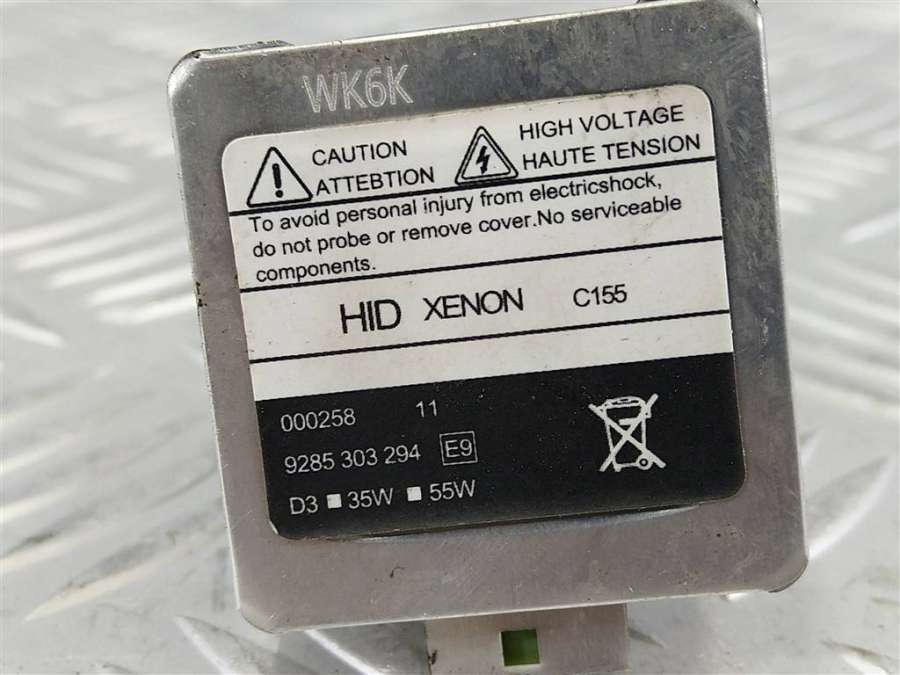 WK6K
CAUTION
ATTEBTION
HIGH VOLTAGE
HAUTE TENSION
To avoid personal injury from electricshock,
do not probe or remove cover.No serviceable
components.
HID XENON C155
000258 11
9285 303 294 E9
D3 ■ 35W ■ 55W